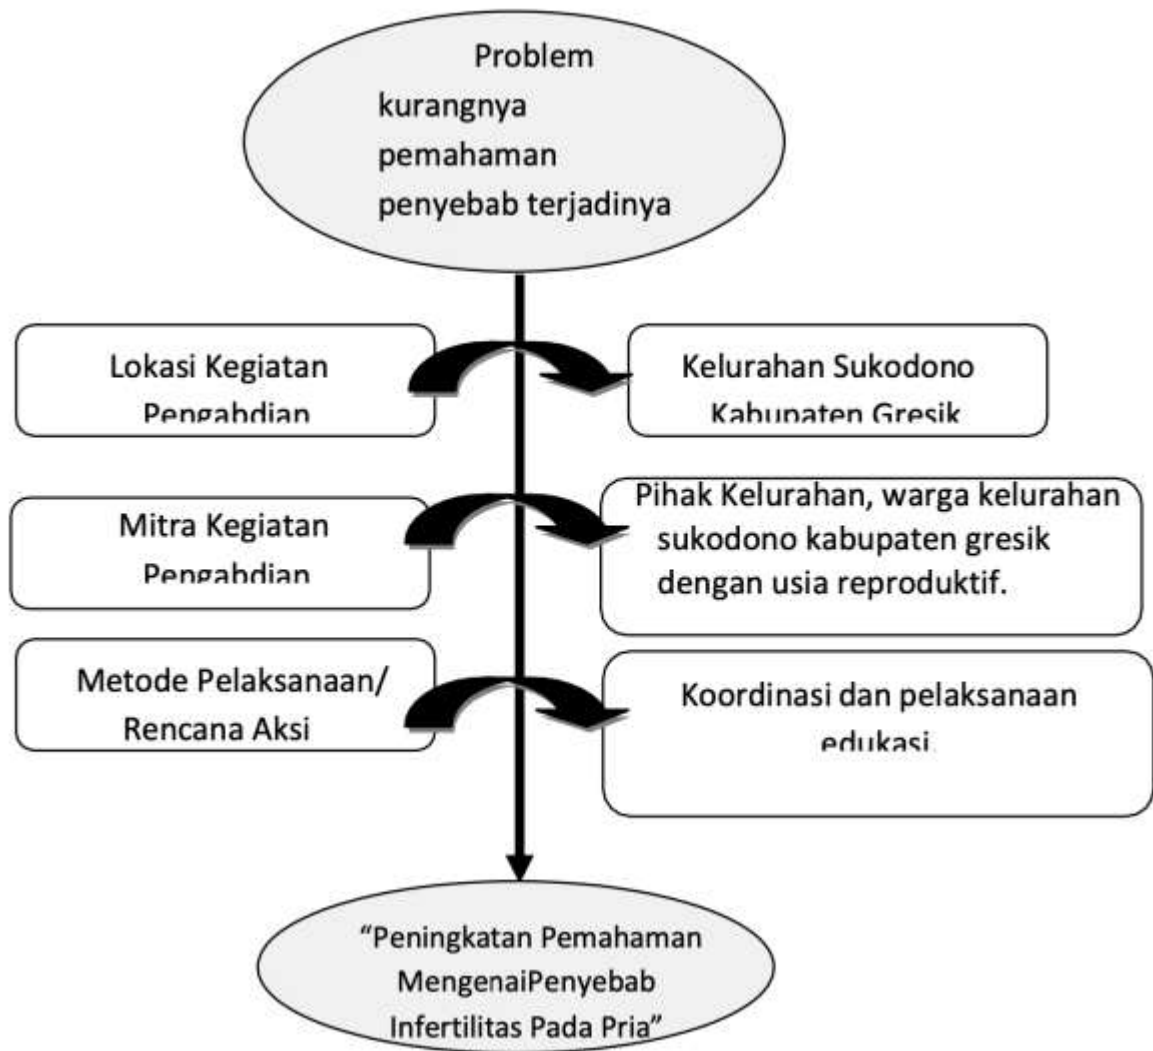 Problem
kurangnya
pemahaman
penyebab terjadinya
Lokasi Kegiatan
Pengabdian
Kelurahan Sukodono
Kabupaten Gresik
Mitra Kegiatan
Pengabdian
Pihak Kelurahan, warga kelurahan
sukodono kabupaten gresik
dengan usia reproduktif.
Metode Pelaksanaan/
Rencana Aksi
Koordinasi dan pelaksanaan
edukasi.
“Peningkatan Pemahaman
MengenaiPenyebab
Infertilitas Pada Pria”